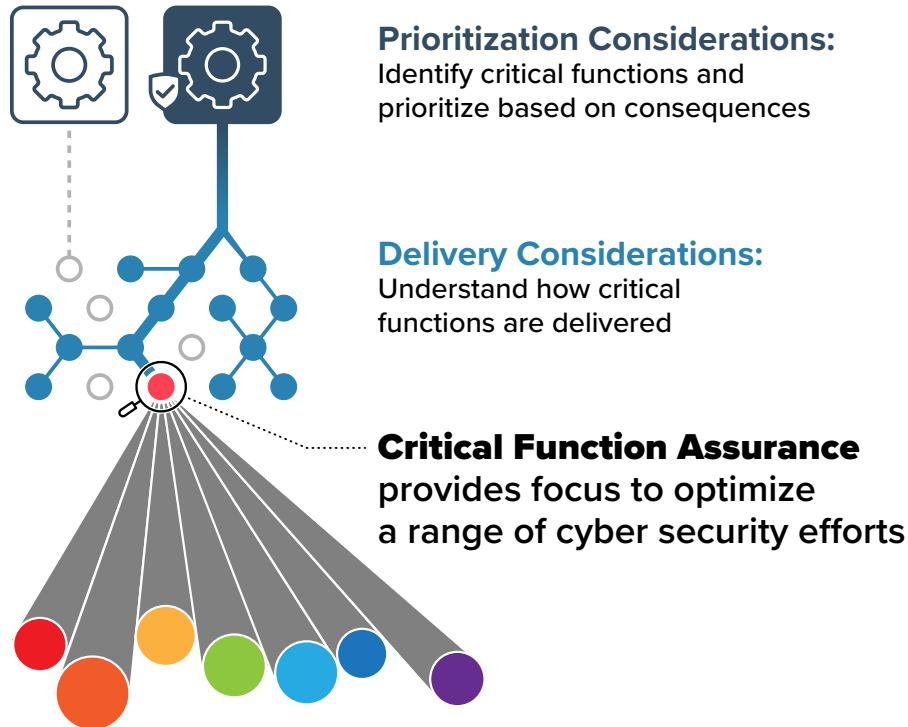 Prioritization Considerations:
Identify critical functions and
prioritize based on consequences
Delivery Considerations:
Understand how critical
functions are delivered
Critical Function Assurance
provides focus to optimize
a range of cyber security efforts